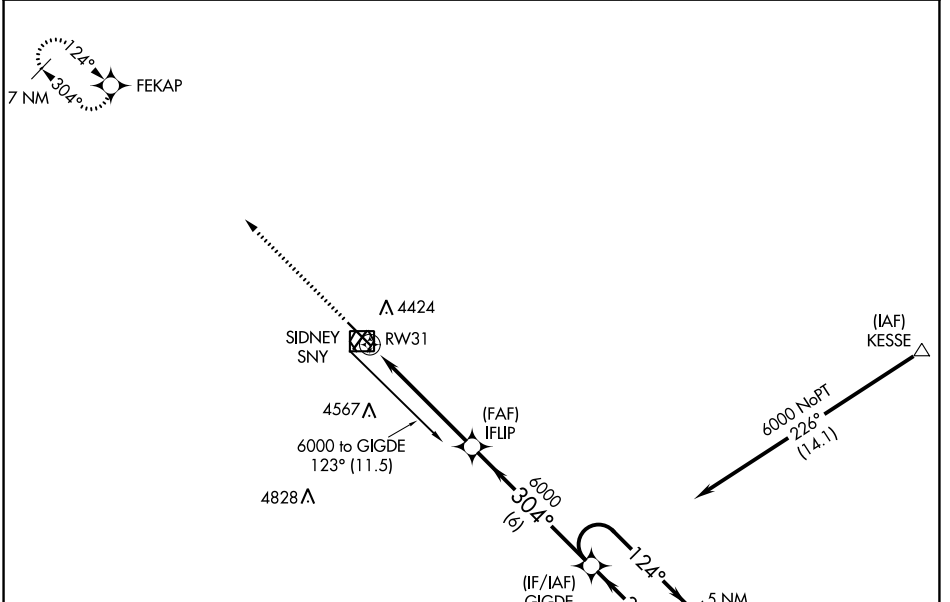 124°
304°
7 NM
FEKAP
4424
SIDNEY
SNY
RW31
(IAF)
KESSE
6000 NoPT
226°
(14.1)
4567
6000 to GIGDE
123° (11.5)
(FAF)
IFLIP
4828
6000
304°
(6)
124°
(IF/IAF)
GIGDE
5 NM